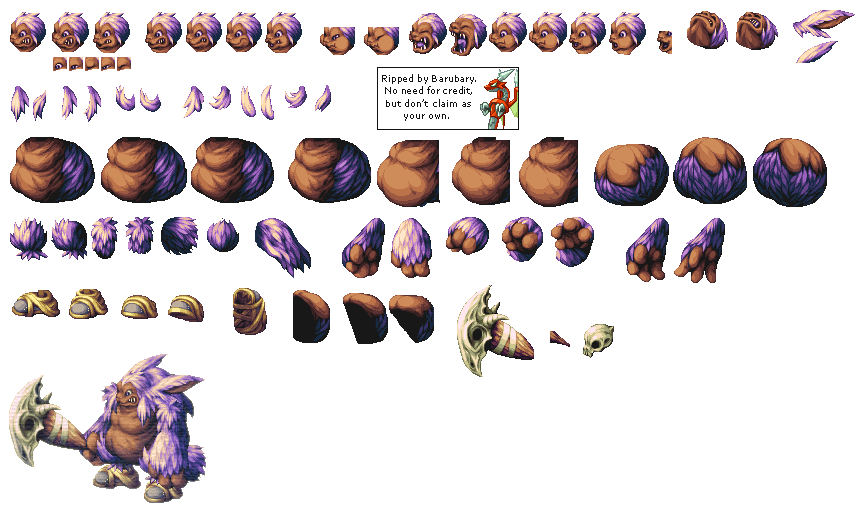 Ripped by Barubary.
No need for credit,
but don't claim as
your own.